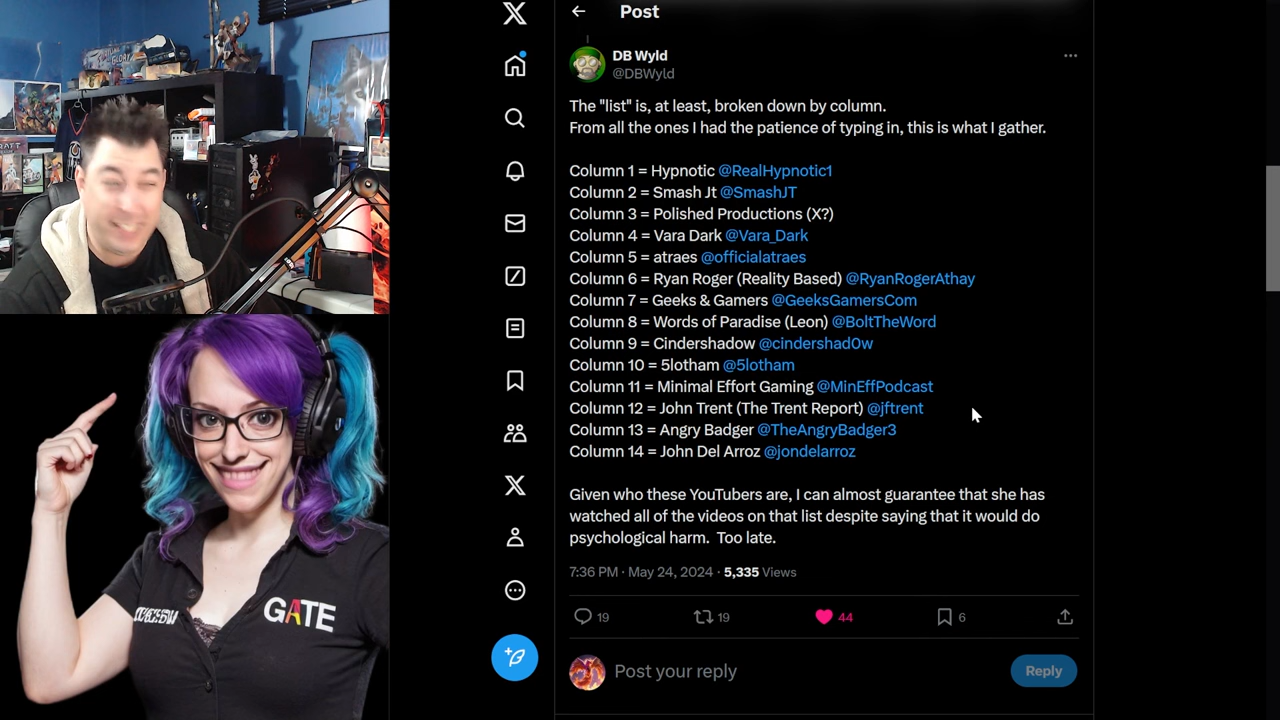 Post
DB Wyld
@DBWyld
The "list" is, at least, broken down by column.
From all the ones I had the patience of typing in, this is what I gather.
Column 1 = Hypnotic @RealHypnotic1
Column 2 = Smash Jt @SmashJT
Column 3 = Polished Productions (X?)
Column 4 = Vara Dark @Vara_Dark
Column 5 = atraes @officialatraes
Column 6 = Ryan Roger (Reality Based) @RyanRogerAthay
Column 7 = Geeks & Gamers @GeeksGamersCom
Column 8 = Words of Paradise (Leon) @BoltTheWord
Column 9 = Cindershadow @cindershad0w
Column 10 = 5lotham @5lotham
Column 11 = Minimal Effort Gaming @MinEffPodcast
Column 12 = John Trent (The Trent Report) @jftrent
Column 13 = Angry Badger @TheAngryBadger3
Column 14 = John Del Arroz @jondelarroz
Given who these YouTubers are, I can almost guarantee that she has
watched all of the videos on that list despite saying that it would do
psychological harm. Too late.
7:36 PM · May 24, 2024 · 5,335 Views
19 19 44 6
Post your reply
Reply
GATE